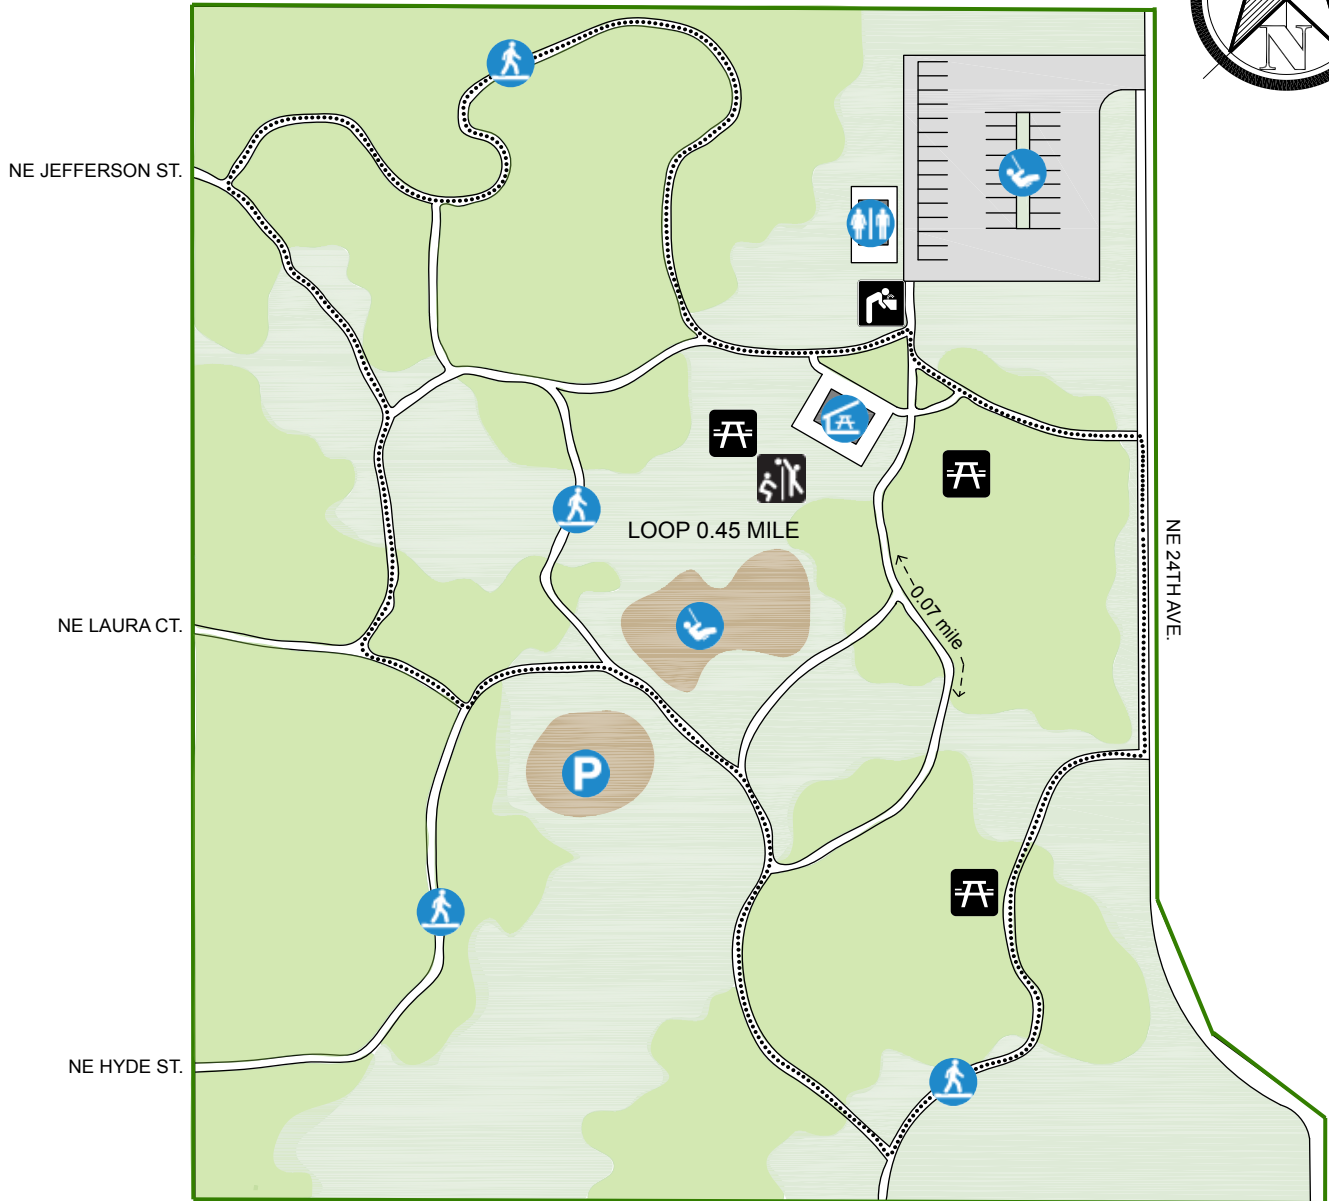 N
NE JEFFERSON ST.
LOOP 0.45 MILE
NE 24TH AVE.
0.07 mile
NE LAURA CT.
P
NE HYDE ST.